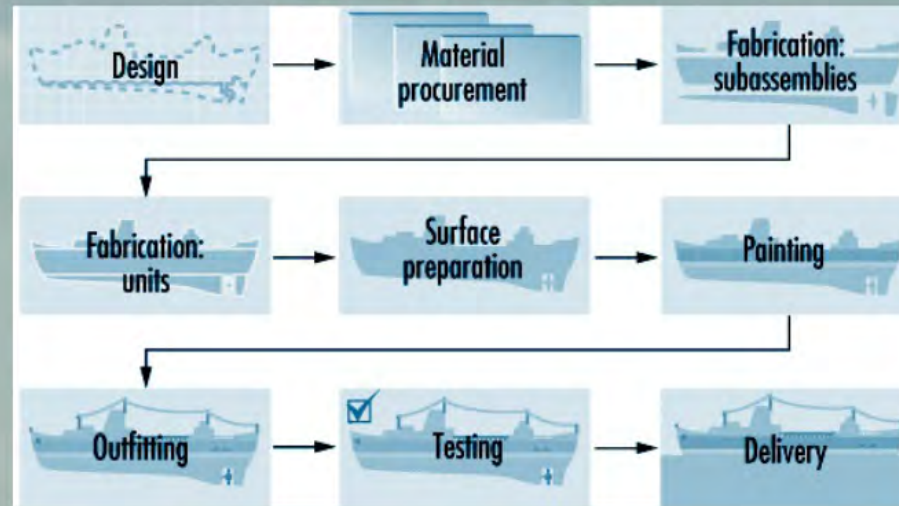 Design
Material
procurement
Fabrication:
subassemblies
Fabrication:
units
Surface
preparation
Painting
Outfitting
Testing
Delivery